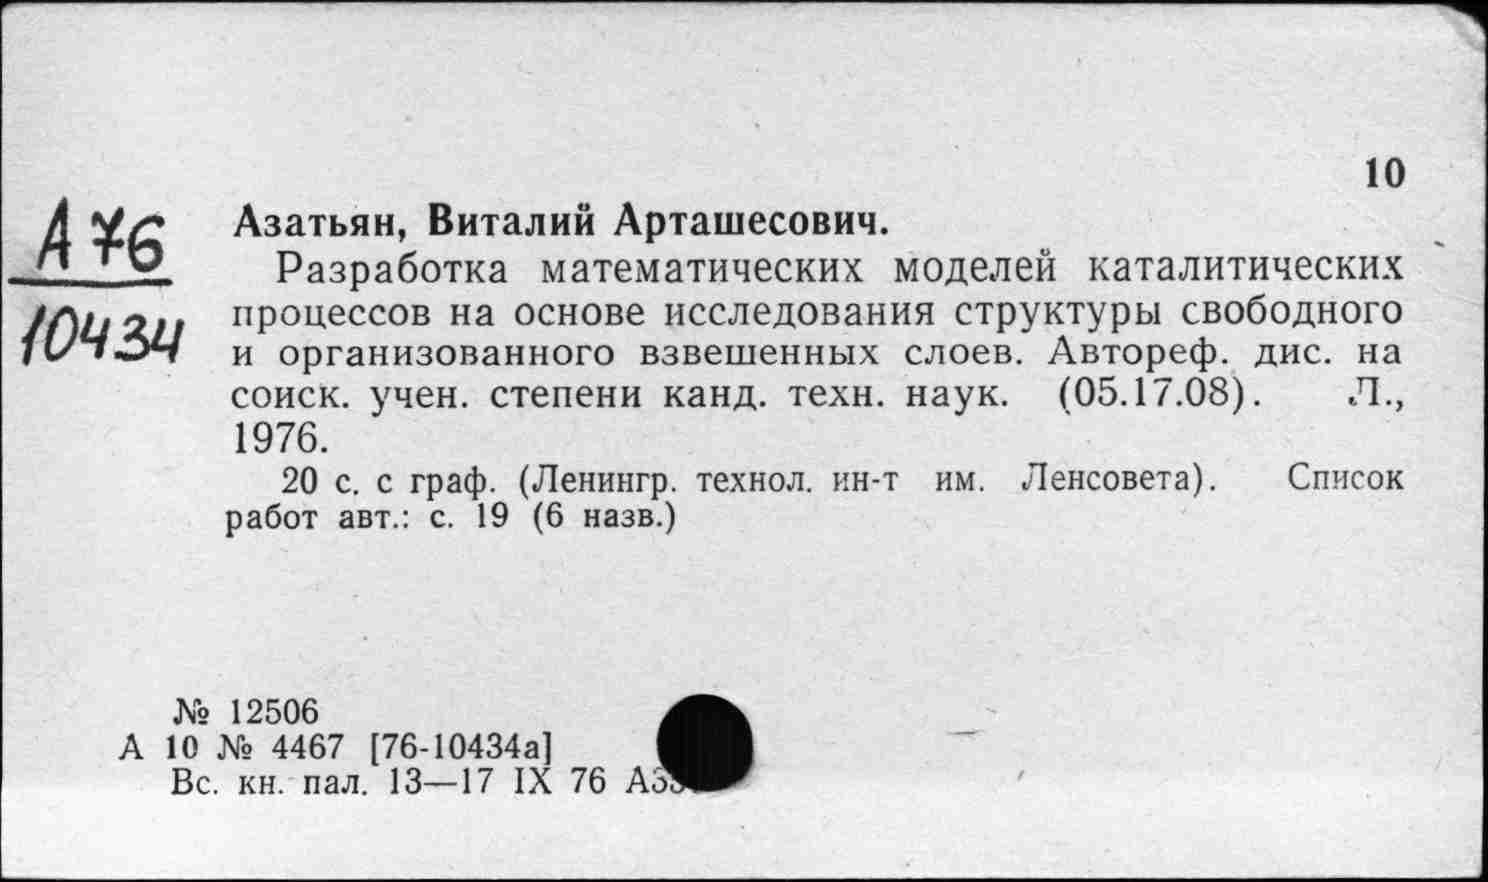 10
А 76
10434
Азатьян, Виталий Арташесович.
Разработка математических моделей каталитических
процессов на основе исследования структуры свободного
и организованного взвешенных слоев. Автореф. дис. на
соиск. учен. степени канд. техн. наук. (05.17.08). Л.,
1976.
20 с. с граф. (Ленингр. технол. ин-т им. Ленсовета). Список
работ авт.: с. 19 (6 назв.)
№ 12506
А 10 № 4467 [76-10434а]
Вс. кн. пал. 13—17 IX 76